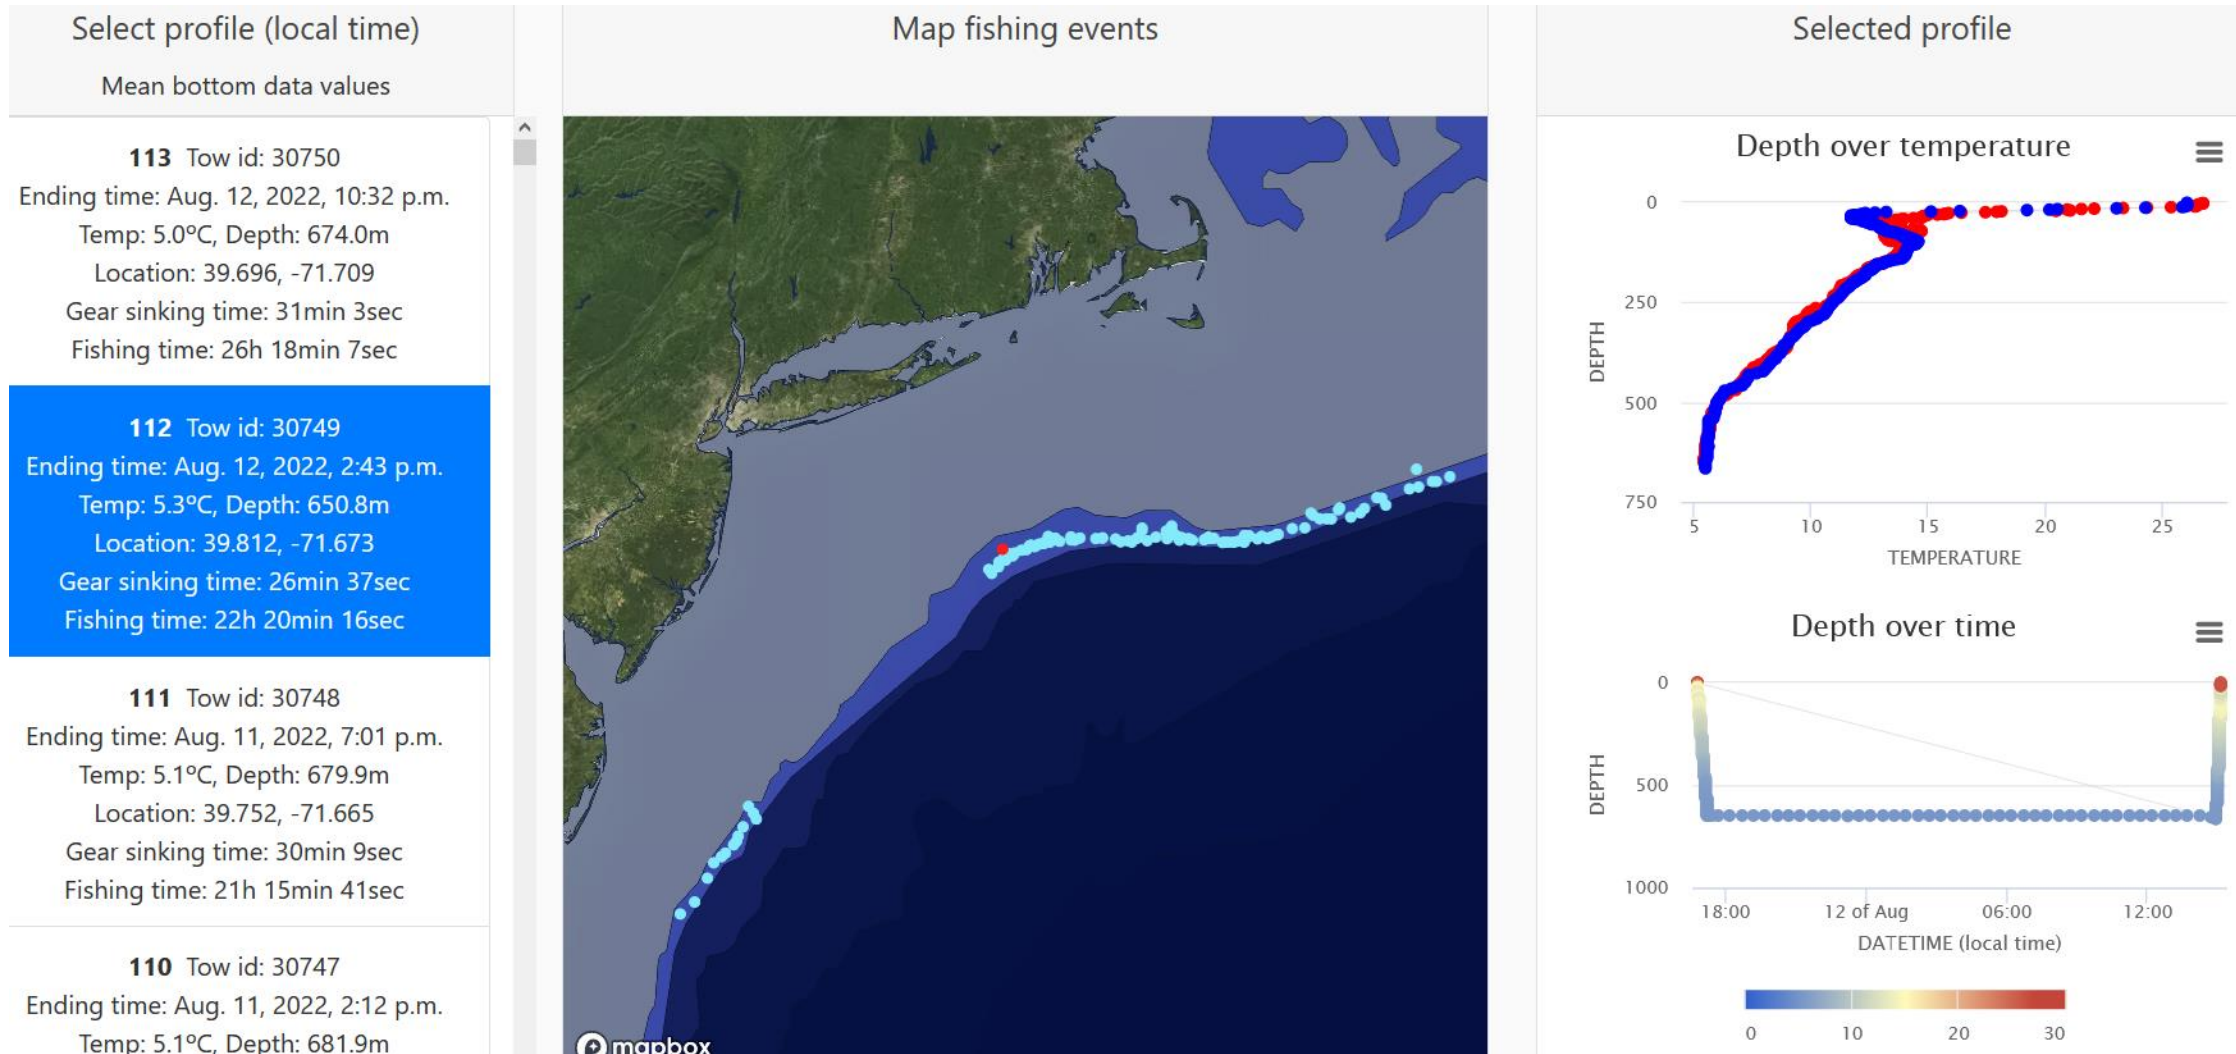 Select profile (local time)
Mean bottom data values
113 Tow id: 30750
Ending time: Aug. 12, 2022, 10:32 p.m.
Temp: 5.0ºC, Depth: 674.0m
Location: 39.696, -71.709
Gear sinking time: 31min 3sec
Fishing time: 26h 18min 7sec
112 Tow id: 30749
Ending time: Aug. 12, 2022, 2:43 p.m.
Temp: 5.3ºC, Depth: 650.8m
Location: 39.812, -71.673
Gear sinking time: 26min 37sec
Fishing time: 22h 20min 16sec
111 Tow id: 30748
Ending time: Aug. 11, 2022, 7:01 p.m.
Temp: 5.1ºC, Depth: 679.9m
Location: 39.752, -71.665
Gear sinking time: 30min 9sec
Fishing time: 21h 15min 41sec
110 Tow id: 30747
Ending time: Aug. 11, 2022, 2:12 p.m.
Temp: 5.1ºC, Depth: 681.9m
Map fishing events
mapbox
Selected profile
Depth over temperature
0
250
500
750
DEPTH
5 10 15 20 25
TEMPERATURE
Depth over time
0
500
1000
DEPTH
18:00 12 of Aug 06:00 12:00
DATETIME (local time)
0 10 20 30